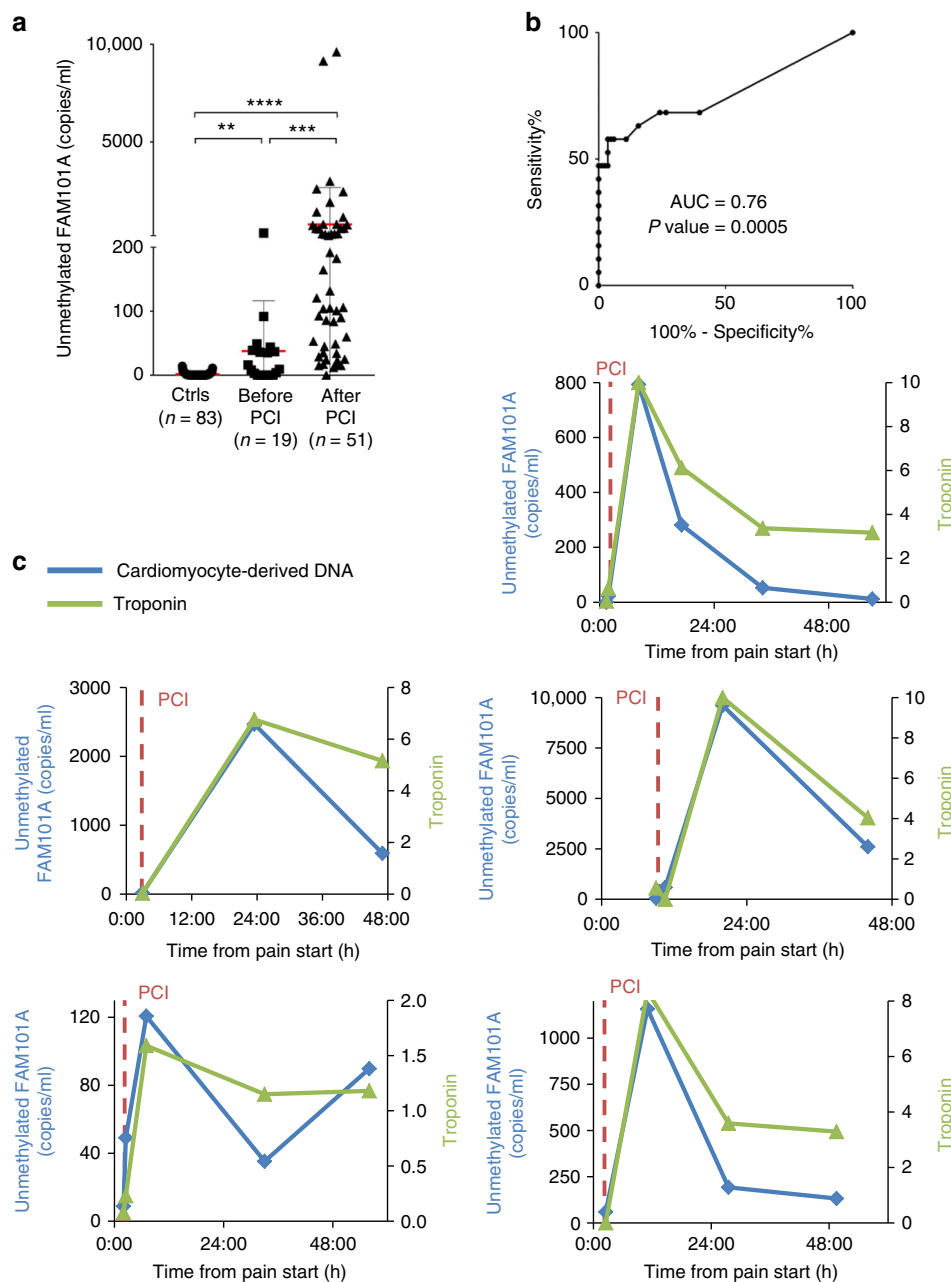 a
Unmethylated FAM101A (copies/ml)
10,000
5000
200
100
0
****
**
***
Ctrls
(n = 83)
Before
PCI
(n = 19)
After
PCI
(n = 51)
b
Sensitivity%
100
50
0
AUC = 0.76
P value = 0.0005
0
50
100
100% - Specificity%
c
Cardiomyocyte-derived DNA
Troponin
PCI
Unmethylated FAM101A
(copies/ml)
800
600
400
200
0
10
8
6
4
2
0
Troponin
0:00
24:00
48:00
Time from pain start (h)
PCI
Unmethylated
FAM101A (copies/ml)
3000
2000
1000
0
8
6
4
2
0
Troponin
0:00
12:00
24:00
36:00
48:00
Time from pain start (h)
PCI
Unmethylated FAM101A
(copies/ml)
10,000
7500
5000
2500
0
10
8
6
4
2
0
Troponin
0:00
24:00
48:00
Time from pain start (h)
PCI
Unmethylated FAM101A
(copies/ml)
120
80
40
0
2.0
1.5
1.0
0.5
0.0
Troponin
0:00
24:00
48:00
Time from pain start (h)
PCI
Unmethylated FAM101A
(copies/ml)
1000
750
500
250
0
8
6
4
2
0
Troponin
0:00
24:00
48:00
Time from pain start (h)